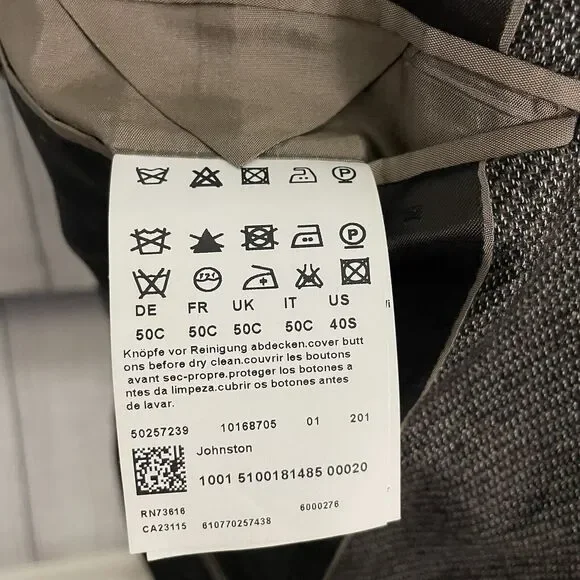 P
P
DE FR UK IT US
50C 50C 50C 50C 40S
Knöpfe vor Reinigung abdecken.cover butt
ons before dry clean.couvrir les boutons
avant sec-propre.proteger los botones a
ntes da limpeza.cubrir os botones antes
de lavar.
50257239 10168705 01 201
Johnston
1001 5100181485 00020
RN73616
CA23115 610770257438 6000276